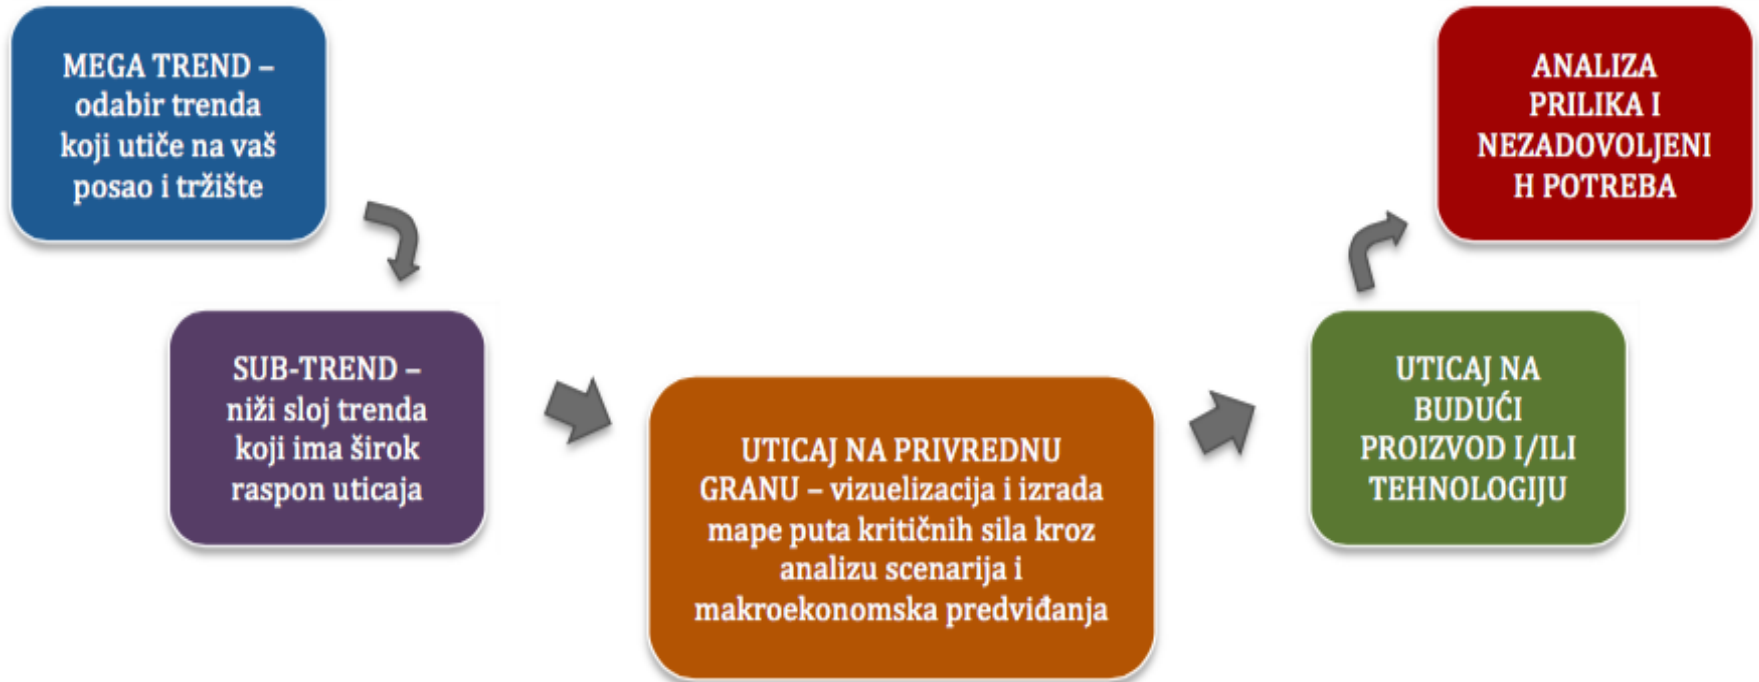 MEGA TREND –
odabir trenda
koji utiče na vaš
posao i tržište
SUB-TREND –
niži sloj trenda
koji ima širok
raspon uticaja
UTICAJ NA PRIVREDNU
GRANU – vizuelizacija i izrada
mape puta kritičnih sila kroz
analizu scenarija i
makroekonomska predviđanja
UTICAJ NA
BUDUĆI
PROIZVOD I/ILI
TEHNOLOGIJU
ANALIZA
PRILIKA I
NEZADOVOLJENI
H POTREBA